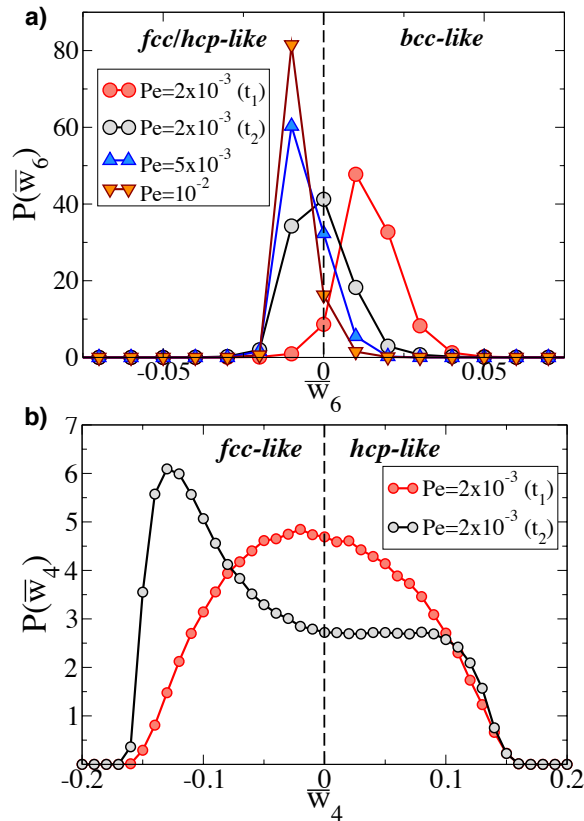 a)
fcc/hcp-like
bcc-like
Pe=2x10⁻³ (t₁)
Pe=2x10⁻³ (t₂)
Pe=5x10⁻³
Pe=10⁻²
P(w̅₆)
80
60
40
20
0
-0.05
0
0.05
w̅₆
b)
fcc-like
hcp-like
Pe=2x10⁻³ (t₁)
Pe=2x10⁻³ (t₂)
P(w̅₄)
7
6
5
4
3
2
1
0
-0.2
-0.1
0
0.1
0.2
w̅₄